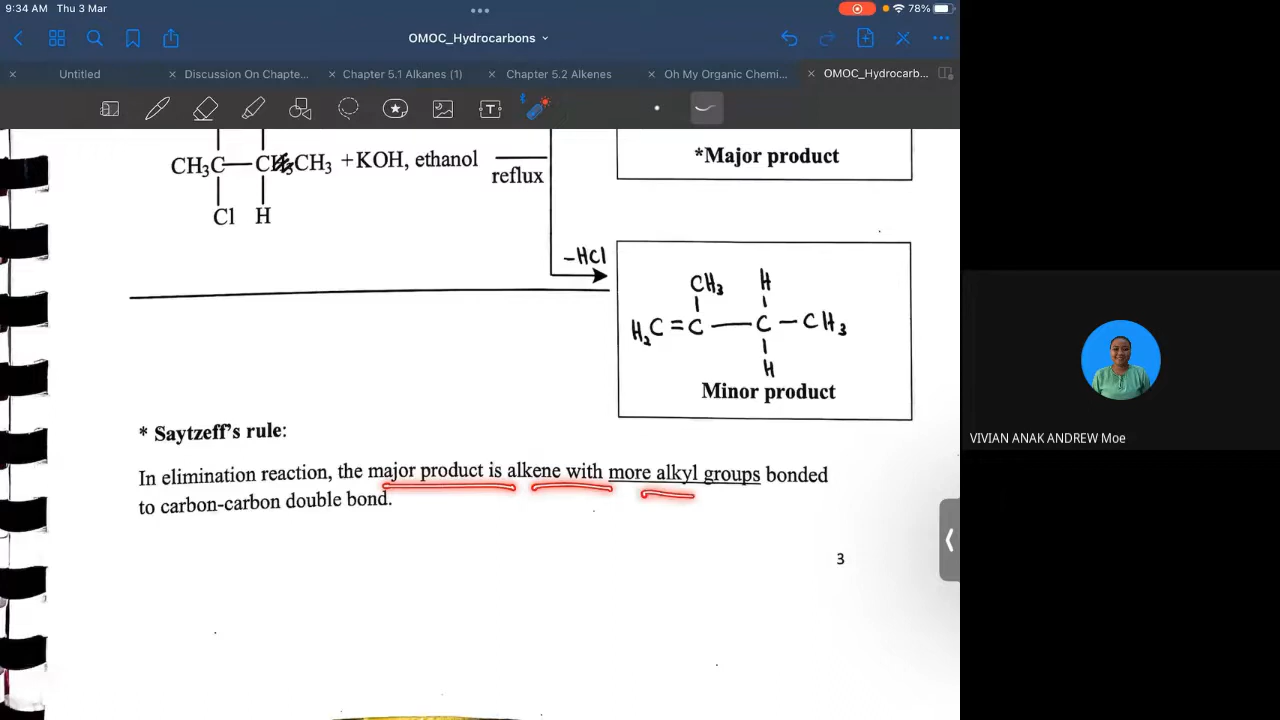 9:34 AM Thu 3 Mar
78%
OMOC_Hydrocarbons
Untitled
Discussion On Chapte...
Chapter 5.1 Alkanes (1)
Chapter 5.2 Alkenes
Oh My Organic Chemi...
OMOC_Hydrocarb...
T
*Major product
CH3C—C CH3 +KOH, ethanol
reflux
Cl H
–HCl
CH3 H
H2C=C—C–CH3
H
Minor product
* Saytzeff's rule:
In elimination reaction, the major product is alkene with more alkyl groups bonded
to carbon-carbon double bond.
3
VIVIAN ANAK ANDREW Moe